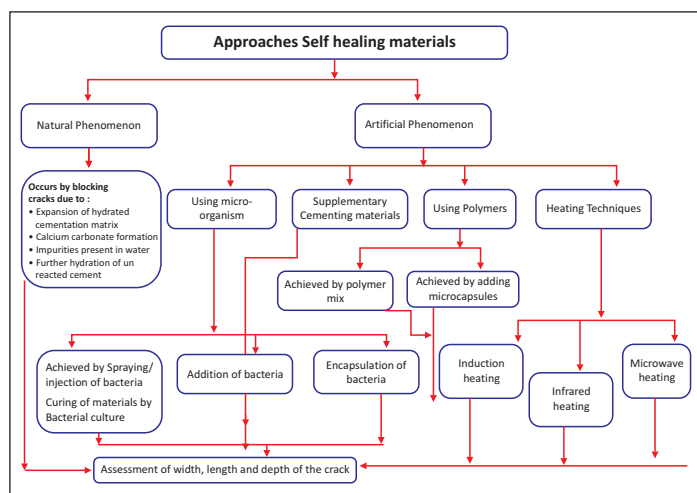 Approaches Self healing materials
Natural Phenomenon
Artificial Phenomenon
Occurs by blocking
cracks due to :
• Expansion of hydrated
cementation matrix
• Calcium carbonate formation
• Impurities present in water
• Further hydration of un
reacted cement
Using micro-
organism
Supplementary
Cementing materials
Using Polymers
Heating Techniques
Achieved by polymer
mix
Achieved by adding
microcapsules
Achieved by Spraying/
injection of bacteria
Curing of materials by
Bacterial culture
Addition of bacteria
Encapsulation of
bacteria
Induction
heating
Infrared
heating
Microwave
heating
Assessment of width, length and depth of the crack